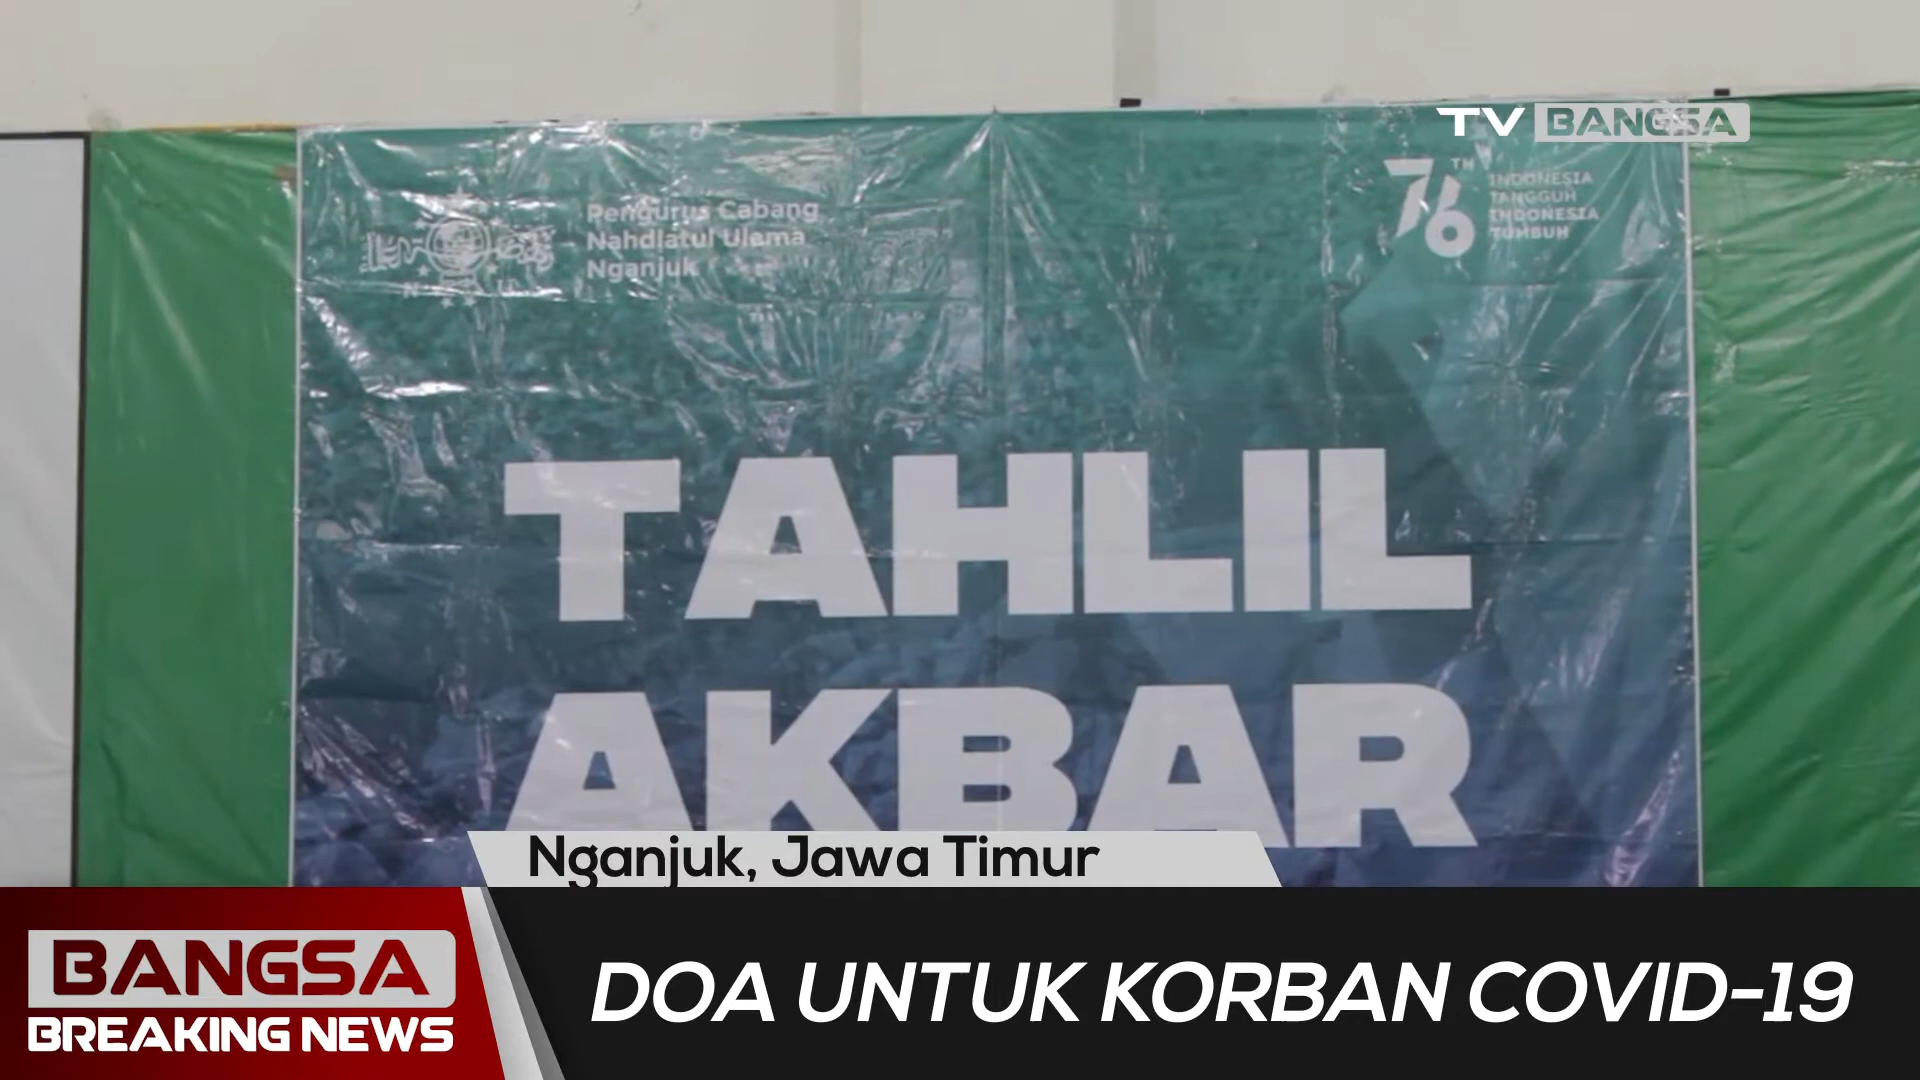 TV BANGSA
Pengurus Cabang
Nahdlatul Ulama
Nganjuk
76 TH
INDONESIA
TANGGUH
INDONESIA
TUMBUH
TAHLIL
AKBAR
Nganjuk, Jawa Timur
BANGSA
BREAKING NEWS
DOA UNTUK KORBAN COVID-19